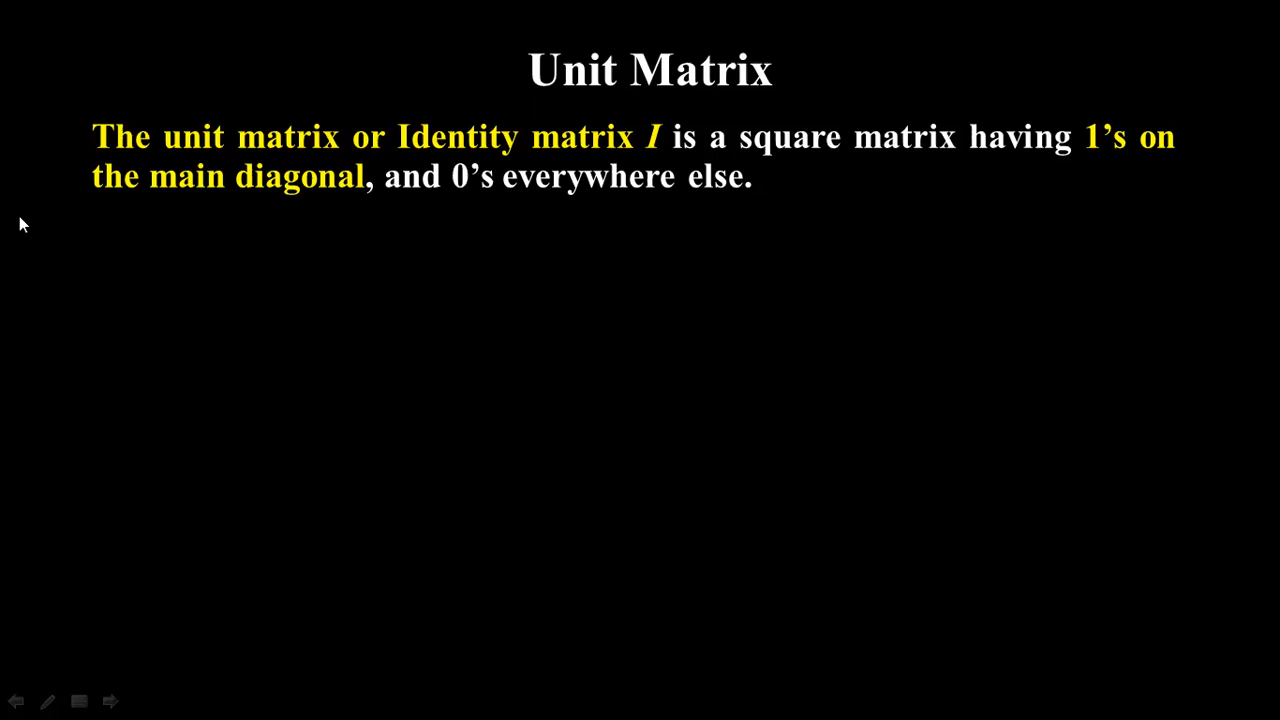 Unit Matrix
The unit matrix or Identity matrix I is a square matrix having 1’s on
the main diagonal, and 0’s everywhere else.